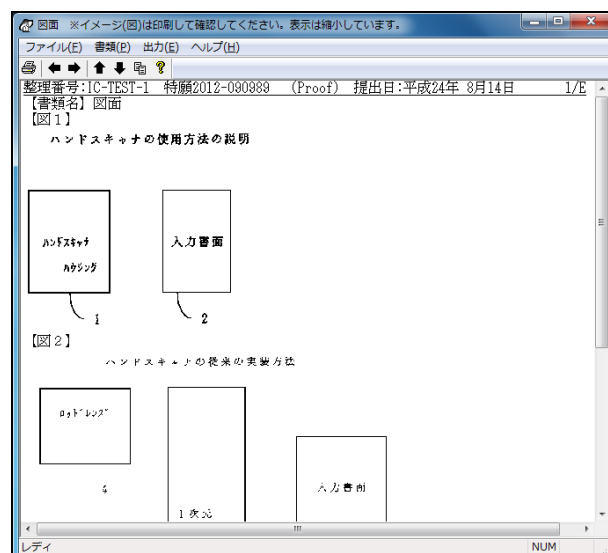 図面 ※イメージ(図)は印刷して確認してください。表示は縮小しています。
ファイル(F) 書類(P) 出力(E) ヘルプ(H)
整理番号:IC-TEST-1 特願2012-090989 (Proof) 提出日:平成24年 8月14日 1/E
【書類名】図面
【図1】
ハンドスキャナの使用方法の説明
ハンドスキャナ
ハウジング
入力書面
1
2
【図2】
ハンドスキャナの従来の実装方法
ロッドレンズ
4
1次元
入力書面
レディ NUM